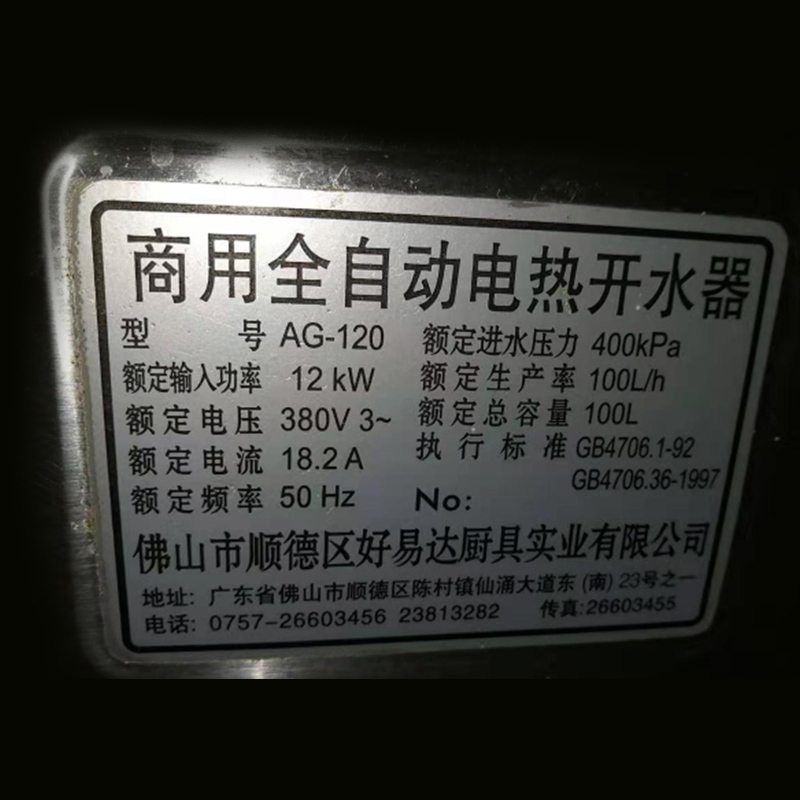 商用全自动电热开水器
型 号 AG-120 额定进水压力 400kPa
额定输入功率 12 kW 额定生产率 100L/h
额定电压 380V 3~ 额定总容量 100L
额定电流 18.2 A 执行标准 GB4706.1-92
GB4706.36-1997
额定频率 50 Hz No:
佛山市顺德区好易达厨具实业有限公司
地址: 广东省佛山市顺德区陈村镇仙涌大道东 (南) 23号之一
电话: 0757-26603456 23813282 传真:26603455